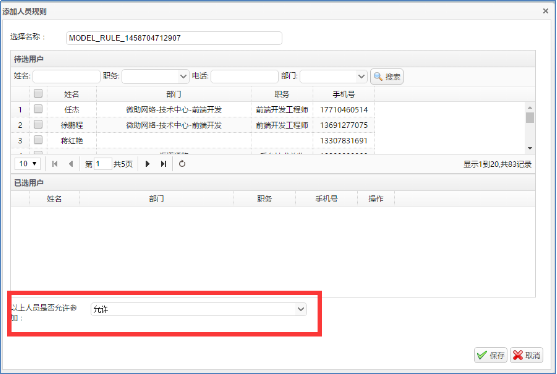 添加人员规则
选择名称: MODEL_RULE_1458704712907
待选用户
姓名: 职务: 电话: 部门: 搜索
姓名 部门 职务 手机号
1 任杰 微助网络-技术中心-前端开发 前端开发工程师 17710460514
2 徐鹏程 微助网络-技术中心-前端开发 前端开发工程师 13691277075
3 蒋红艳 13307831691
10 第 1 共5页 显示1到20,共83记录
已选用户
姓名 部门 职务 手机号 操作
以上人员是否允许参 允许
加:
保存 取消